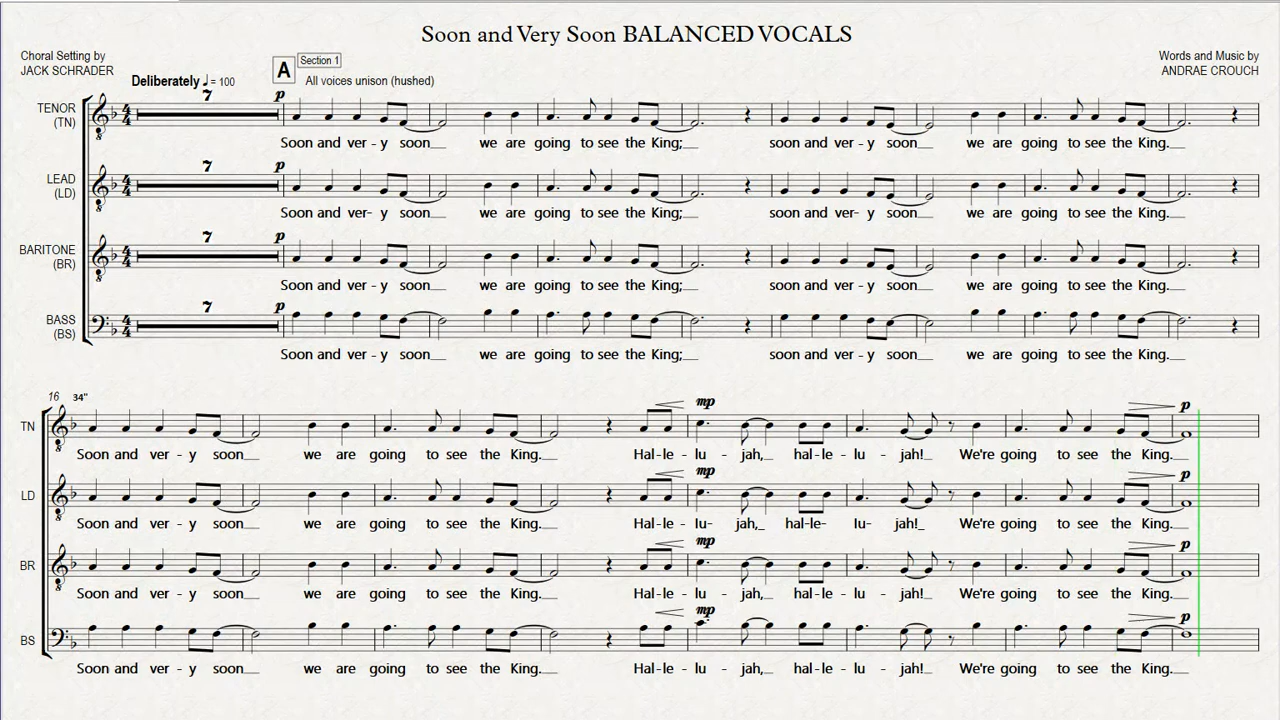 Soon and Very Soon BALANCED VOCALS
Choral Setting by
JACK SCHRADER
Words and Music by
ANDRAE CROUCH
Deliberately ♩= 100
A
Section 1
All voices unison (hushed)
TENOR
(TN)
7
p
Soon and ver - y soon__ we are going to see the King;__ soon and ver - y soon__ we are going to see the King.__
LEAD
(LD)
7
p
Soon and ver- y soon__ we are going to see the King;__ soon and ver- y soon__ we are going to see the King.__
BARITONE
(BR)
7
p
Soon and ver - y soon__ we are going to see the King;__ soon and ver - y soon__ we are going to see the King.__
BASS
(BS)
7
p
Soon and ver - y soon__ we are going to see the King;__ soon and ver - y soon__ we are going to see the King.__
16 34"
TN
mp
p
Soon and ver - y soon__ we are going to see the King.__ Hal-le - lu - jah,_ hal-le - lu - jah!_ We're going to see the King.__
LD
mp
p
Soon and ver - y soon__ we are going to see the King.__ Hal-le - lu- jah,_ hal-le- lu- jah!_ We're going to see the King.__
BR
mp
p
Soon and ver - y soon__ we are going to see the King.__ Hal-le - lu - jah,_ hal-le - lu - jah!_ We're going to see the King.__
BS
mp
p
Soon and ver - y soon__ we are going to see the King.__ Hal-le - lu - jah,_ hal-le - lu - jah!_ We're going to see the King.__